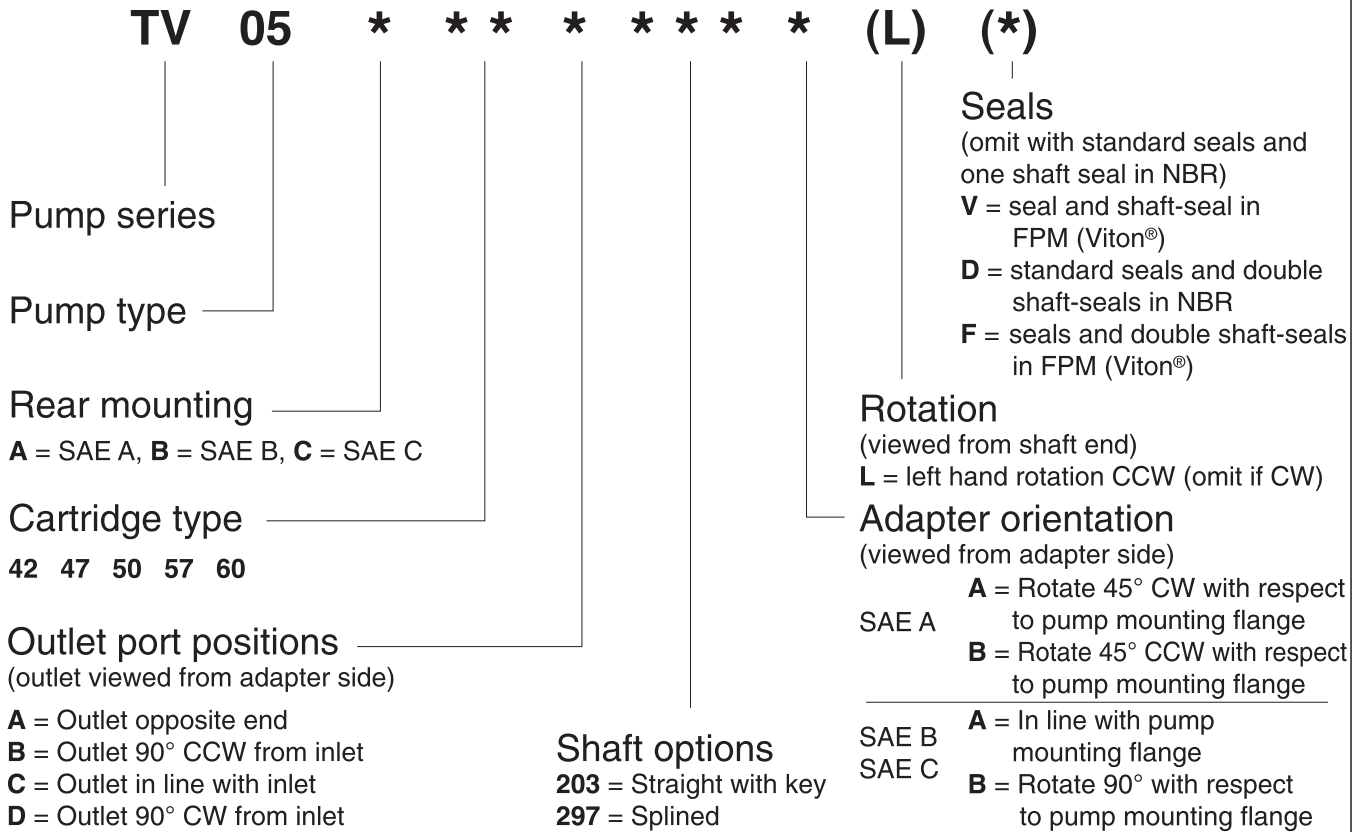 TV 05 * * * * * * * * (L) (*)
Pump series
Pump type
Rear mounting
A = SAE A, B = SAE B, C = SAE C
Cartridge type
42 47 50 57 60
Outlet port positions
(outlet viewed from adapter side)
A = Outlet opposite end
B = Outlet 90° CCW from inlet
C = Outlet in line with inlet
D = Outlet 90° CW from inlet
Shaft options
203 = Straight with key
297 = Splined
Seals
(omit with standard seals and
one shaft seal in NBR)
V = seal and shaft-seal in
FPM (Viton®)
D = standard seals and double
shaft-seals in NBR
F = seals and double shaft-seals
in FPM (Viton®)
Rotation
(viewed from shaft end)
L = left hand rotation CCW (omit if CW)
Adapter orientation
(viewed from adapter side)
SAE A
A = Rotate 45° CW with respect
to pump mounting flange
B = Rotate 45° CCW with respect
to pump mounting flange
SAE B
SAE C
A = In line with pump
mounting flange
B = Rotate 90° with respect
to pump mounting flange